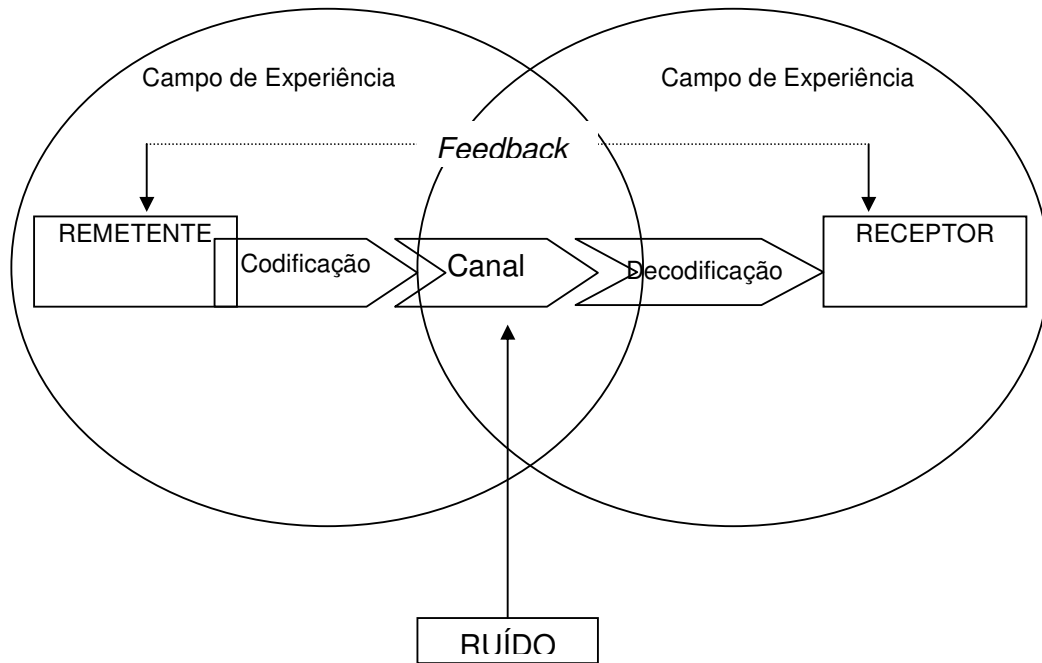 Campo de Experiência
Campo de Experiência
Feedback
REMETENTE
RECEPTOR
Codificação
Canal
Decodificação
RUÍDO